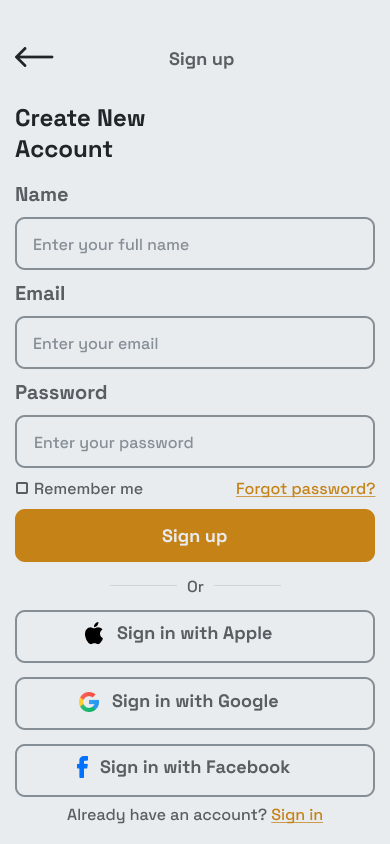 Sign up
Create New
Account
Name
Enter your full name
Email
Enter your email
Password
Enter your password
Remember me Forgot password?
Sign up
Or
Sign in with Apple
Sign in with Google
Sign in with Facebook
Already have an account? Sign in